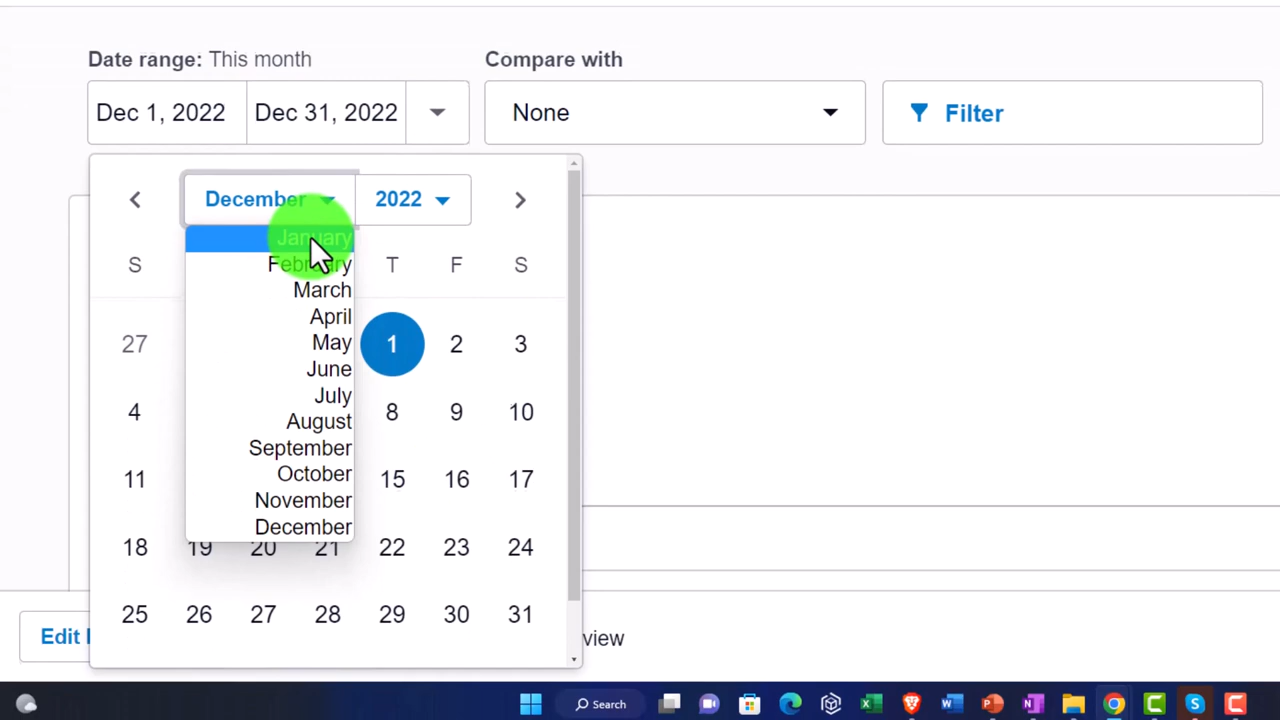 Date range: This month
Compare with
Dec 1, 2022
Dec 31, 2022
None
Filter
December
2022
January
February
March
April
May
June
July
August
September
October
November
December
S
T
F
S
27
1
2
3
4
8
9
10
11
15
16
17
18
19
20
21
22
23
24
25
26
27
28
29
30
31
Edit
view
Search